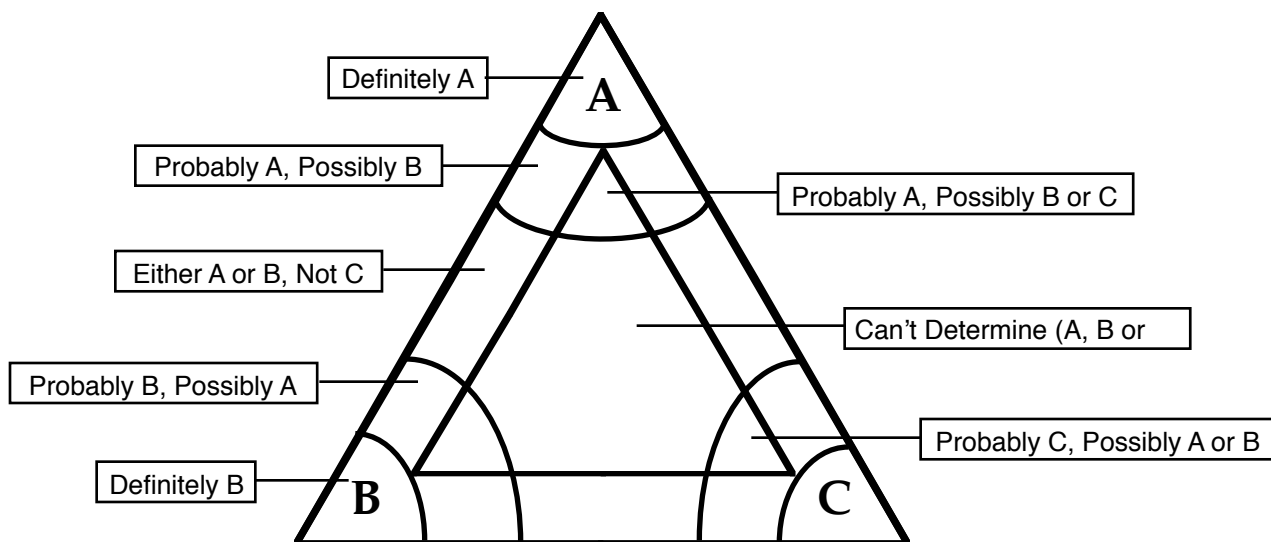 Definitely A
A
Probably A, Possibly B
Probably A, Possibly B or C
Either A or B, Not C
Can’t Determine (A, B or
Probably B, Possibly A
Probably C, Possibly A or B
Definitely B
B
C